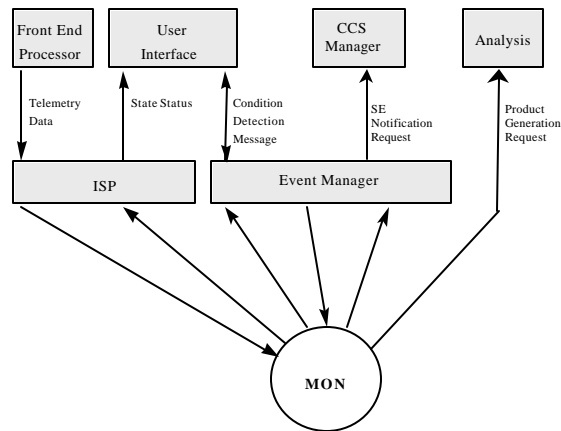 Front End
Processor
User
Interface
CCS
Manager
Analysis
Telemetry
Data
State Status
Condition
Detection
Message
SE
Notification
Request
Product
Generation
Request
ISP
Event Manager
MON